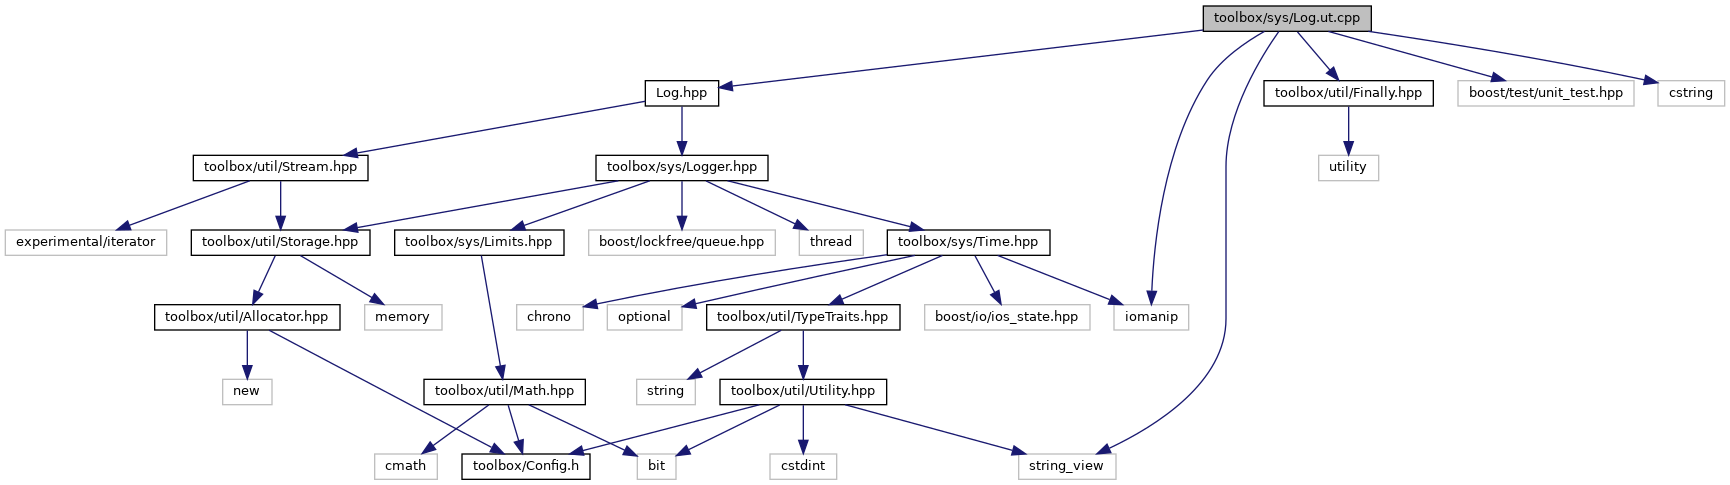 toolbox/sys/Log.ut.cpp
Log.hpp
toolbox/util/Finally.hpp
boost/test/unit_test.hpp
cstring
toolbox/util/Stream.hpp
toolbox/sys/Logger.hpp
utility
experimental/iterator
toolbox/util/Storage.hpp
toolbox/sys/Limits.hpp
boost/lockfree/queue.hpp
thread
toolbox/sys/Time.hpp
toolbox/util/Allocator.hpp
memory
chrono
optional
toolbox/util/TypeTraits.hpp
boost/io/ios_state.hpp
iomanip
new
toolbox/util/Math.hpp
string
toolbox/util/Utility.hpp
cmath
toolbox/Config.h
bit
cstdint
string_view